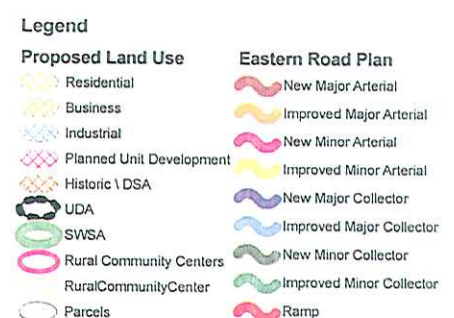 Legend
Proposed Land Use
Residential
Business
Industrial
Planned Unit Development
Historic \ DSA
UDA
SWSA
Rural Community Centers
RuralCommunityCenter
Parcels
Eastern Road Plan
New Major Arterial
Improved Major Arterial
New Minor Arterial
Improved Minor Arterial
New Major Collector
Improved Major Collector
New Minor Collector
Improved Minor Collector
Ramp